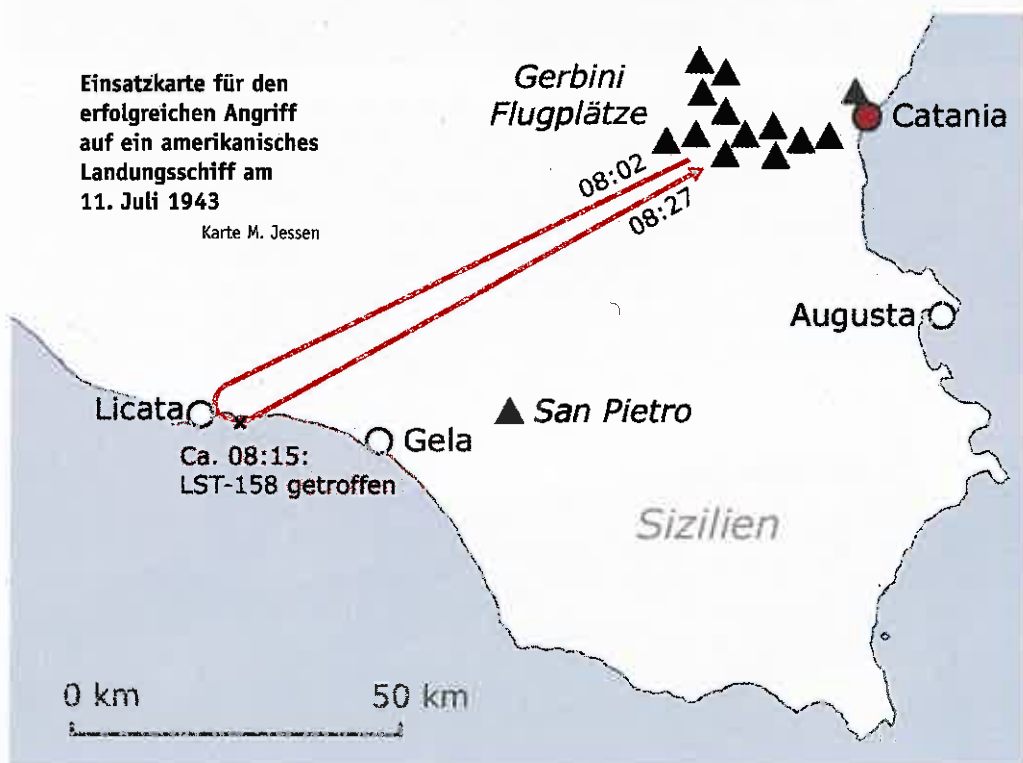 Einsatzkarte für den
erfolgreichen Angriff
auf ein amerikanisches
Landungsschiff am
11. Juli 1943
Karte M. Jessen
Gerbini
Flugplätze
Catania
08:02
08:27
Augusta
Licata
San Pietro
Gela
Ca. 08:15:
LST-158 getroffen
Sizilien
0 km
50 km